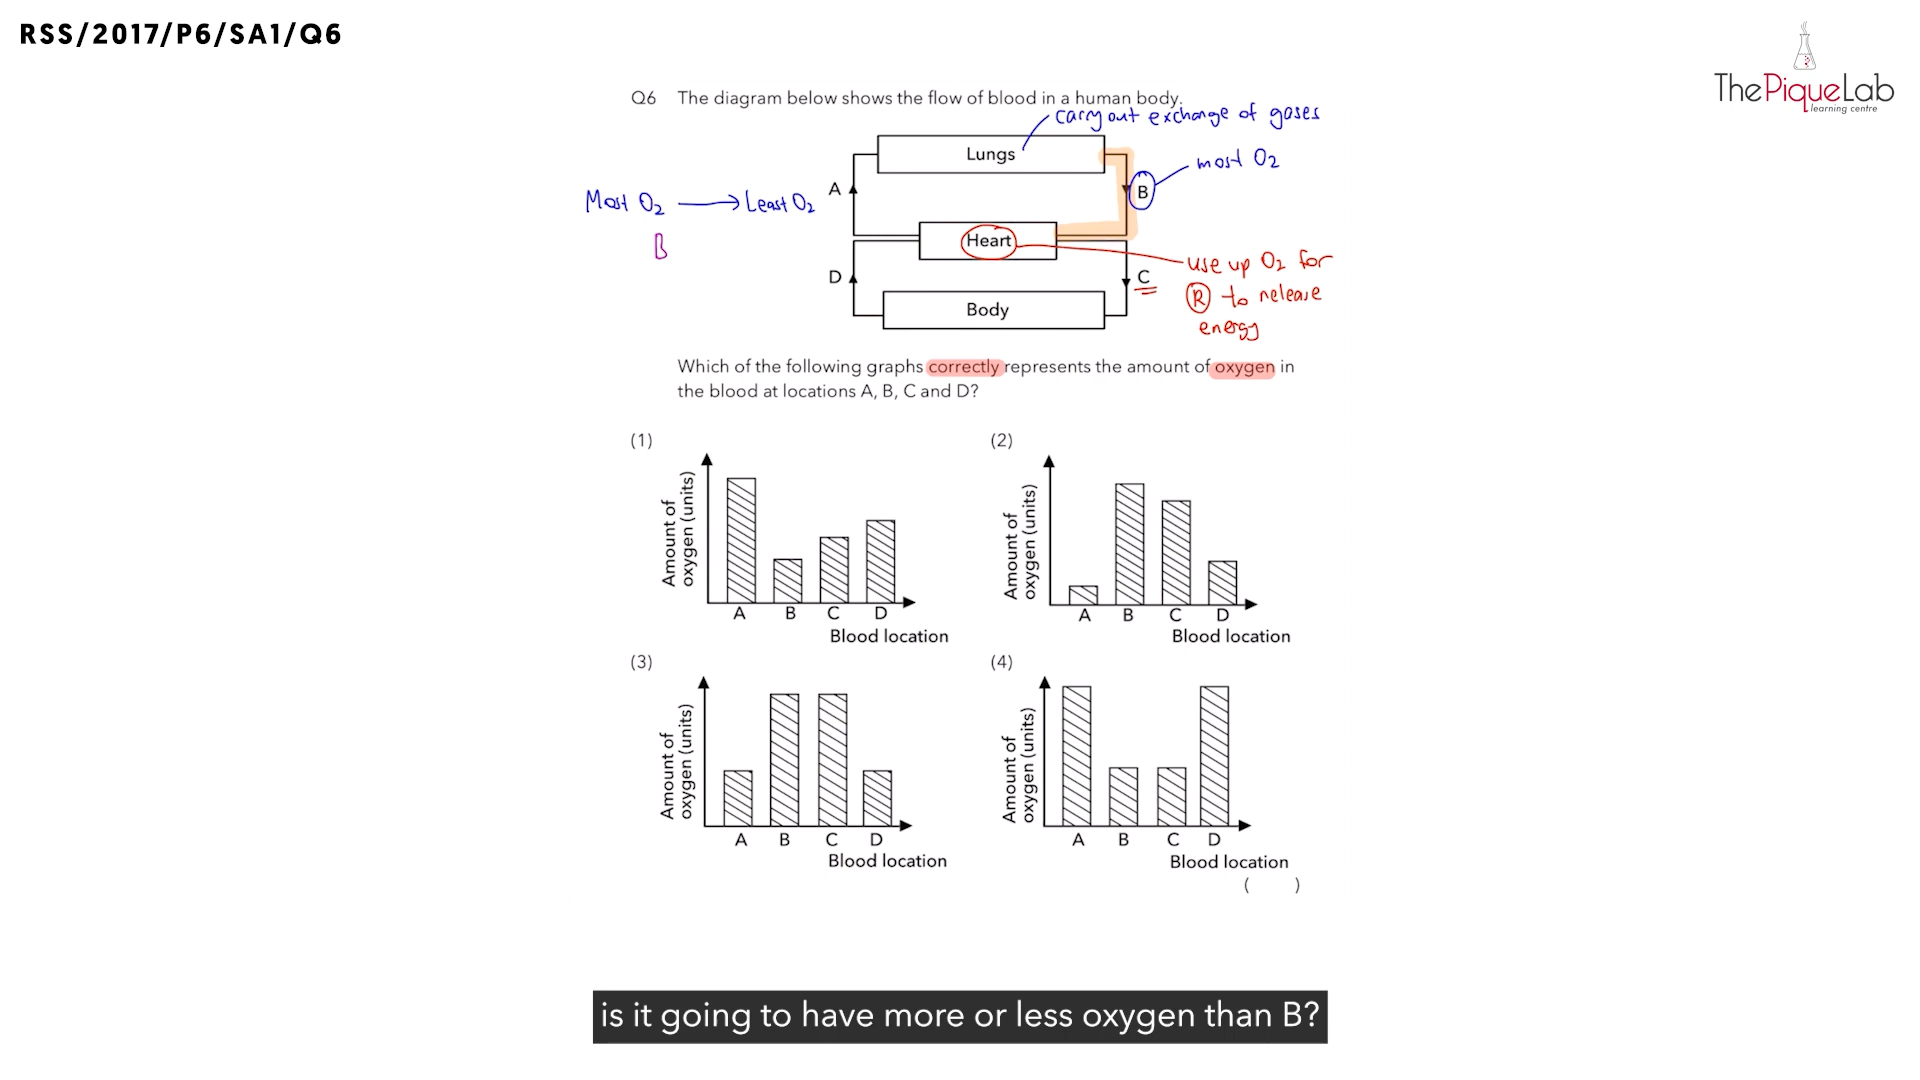 RSS/2017/P6/SA1/Q6
ThePiqueLab
learning centre
Q6 The diagram below shows the flow of blood in a human body.
carry out exchange of gases
Lungs
most O2
A
B
Most O2 → Least O2
B
Heart
use up O2 for
Ⓡ to release
energy
D
C
Body
Which of the following graphs correctly represents the amount of oxygen in
the blood at locations A, B, C and D?
(1)
Amount of
oxygen (units)
A B C D
Blood location
(2)
Amount of
oxygen (units)
A B C D
Blood location
(3)
Amount of
oxygen (units)
A B C D
Blood location
(4)
Amount of
oxygen (units)
A B C D
Blood location
( )
is it going to have more or less oxygen than B?